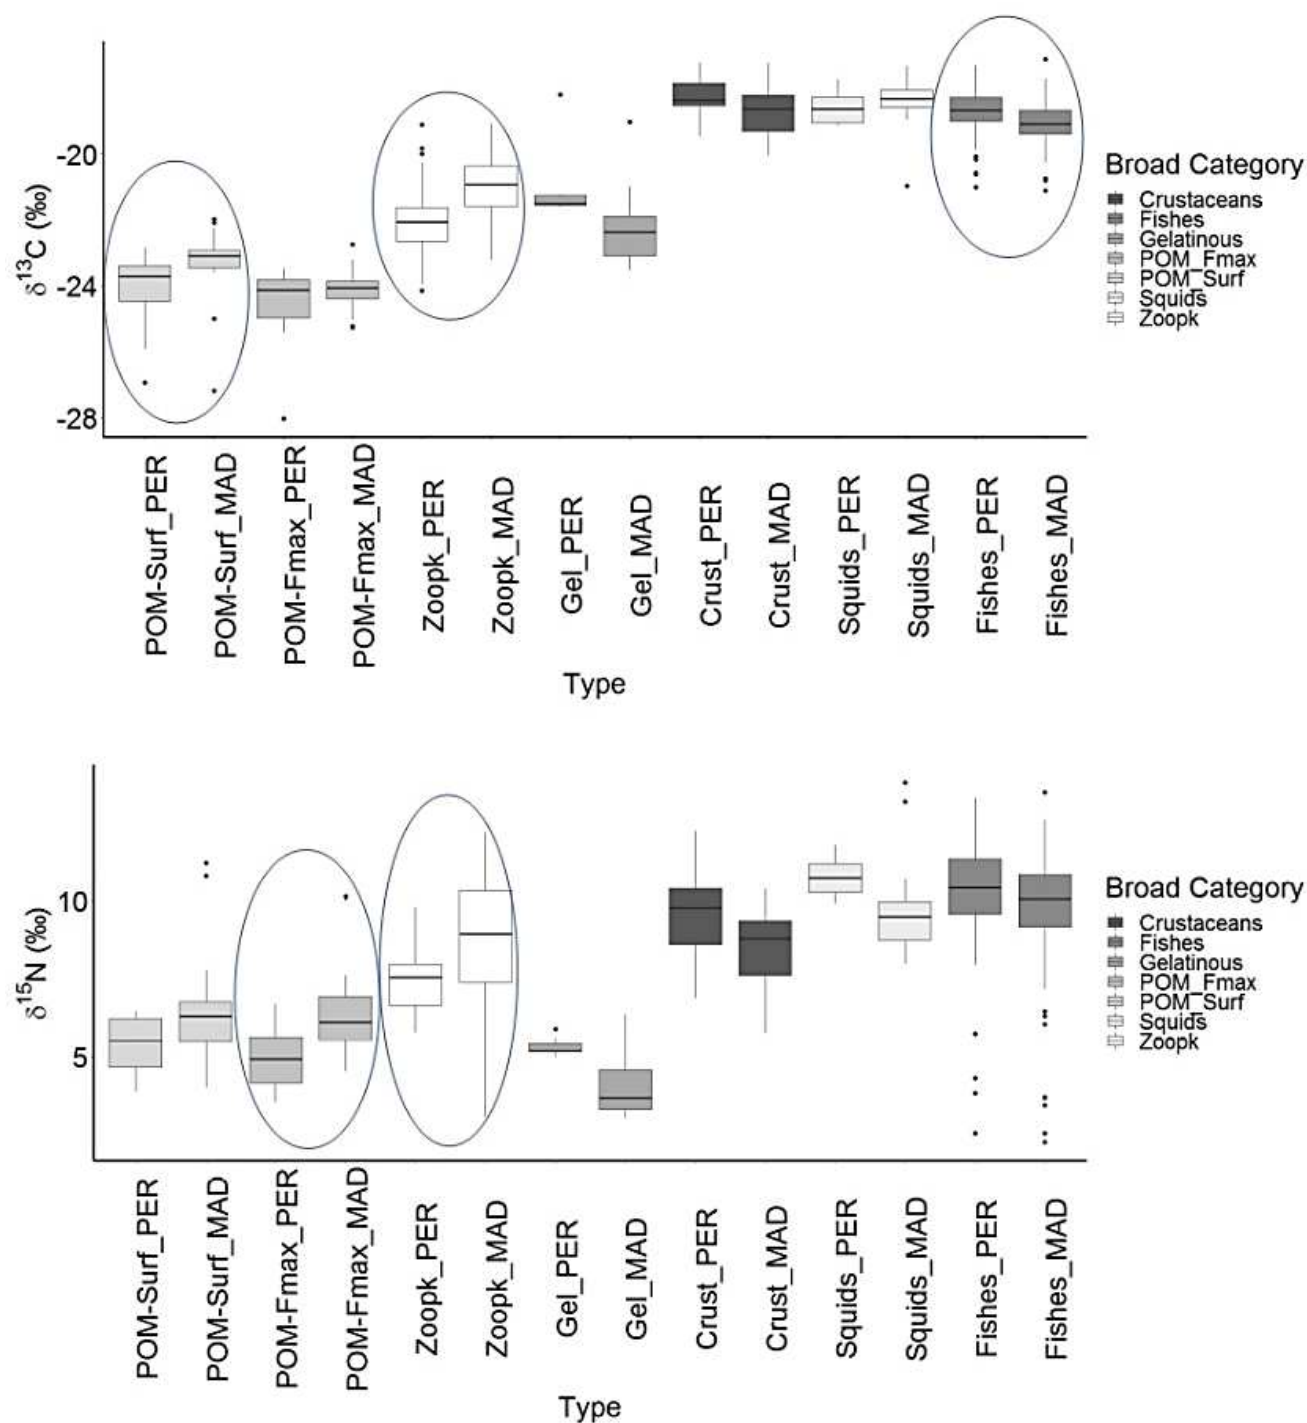 δ13C (‰)
-20
-24
-28
POM-Surf_PER
POM-Surf_MAD
POM-Fmax_PER
POM-Fmax_MAD
Zoopk_PER
Zoopk_MAD
Gel_PER
Gel_MAD
Crust_PER
Crust_MAD
Squids_PER
Squids_MAD
Fishes_PER
Fishes_MAD
Type
Broad Category
Crustaceans
Fishes
Gelatinous
POM_Fmax
POM_Surf
Squids
Zoopk
δ15N (‰)
10
5
POM-Surf_PER
POM-Surf_MAD
POM-Fmax_PER
POM-Fmax_MAD
Zoopk_PER
Zoopk_MAD
Gel_PER
Gel_MAD
Crust_PER
Crust_MAD
Squids_PER
Squids_MAD
Fishes_PER
Fishes_MAD
Type
Broad Category
Crustaceans
Fishes
Gelatinous
POM_Fmax
POM_Surf
Squids
Zoopk